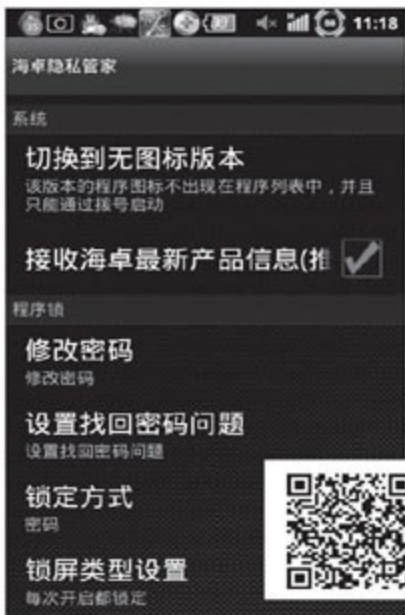 11:18
海卓隐私管家
系统
切换到无图标版本
该版本的程序图标不出现在程序列表中，并且
只能通过拨号启动
接收海卓最新产品信息(推
程序锁
修改密码
修改密码
设置找回密码问题
设置找回密码问题
锁定方式
密码
锁屏类型设置
每次开启都锁定